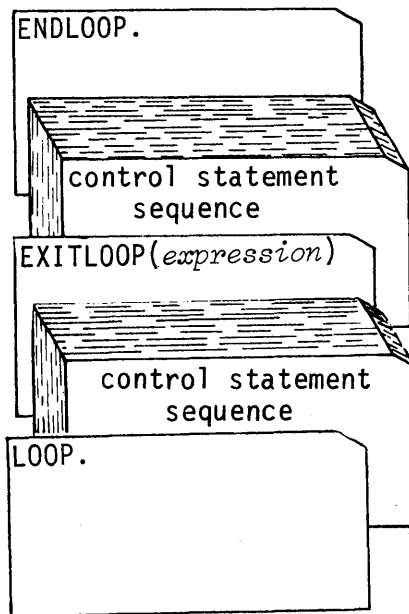 ENDLOOP.
control statement
sequence
EXITLOOP(expression)
control statement
sequence
LOOP.